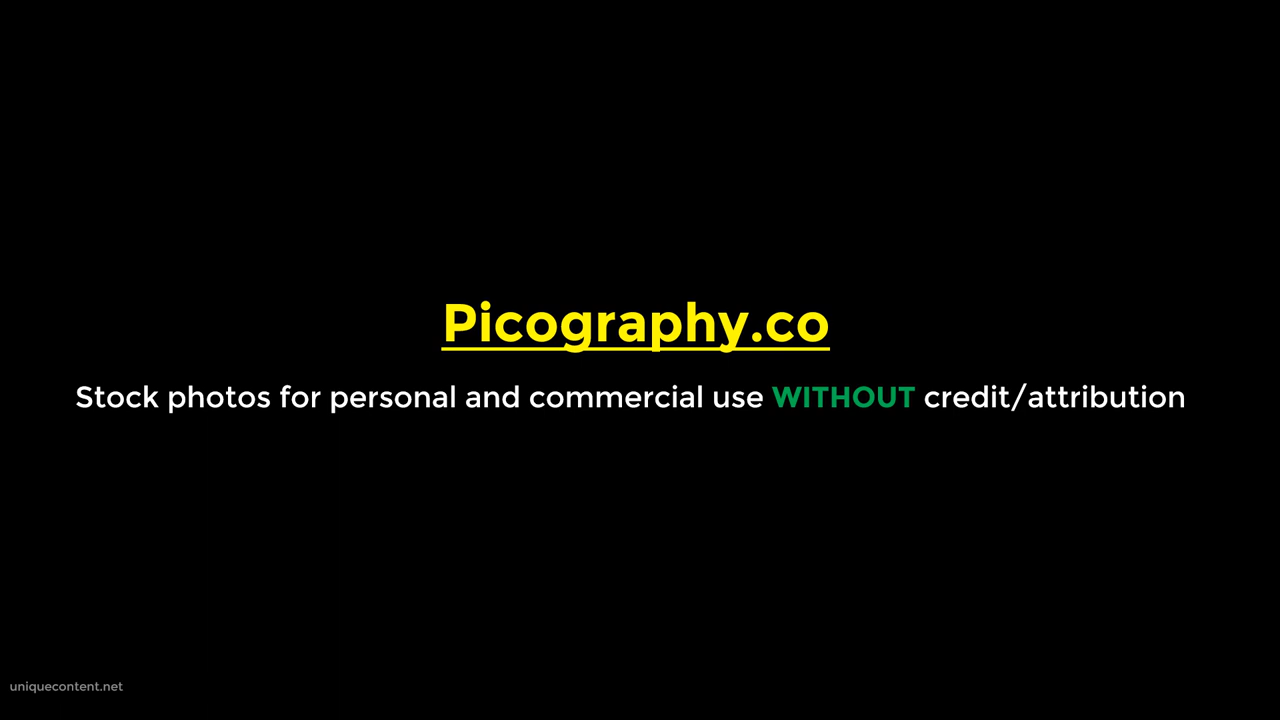 Picography.co
Stock photos for personal and commercial use WITHOUT credit/attribution
uniquecontent.net